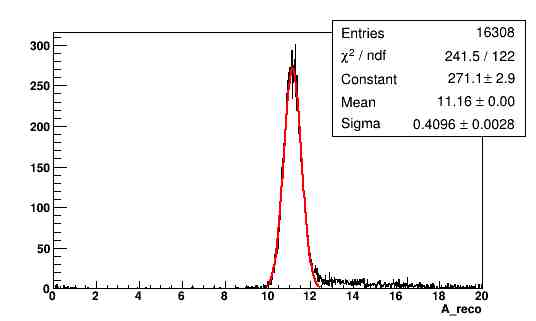 Entries 16308
χ² / ndf 241.5 / 122
Constant 271.1 ± 2.9
Mean 11.16 ± 0.00
Sigma 0.4096 ± 0.0028
300
250
200
150
100
50
0
0 2 4 6 8 10 12 14 16 18 20
A_reco